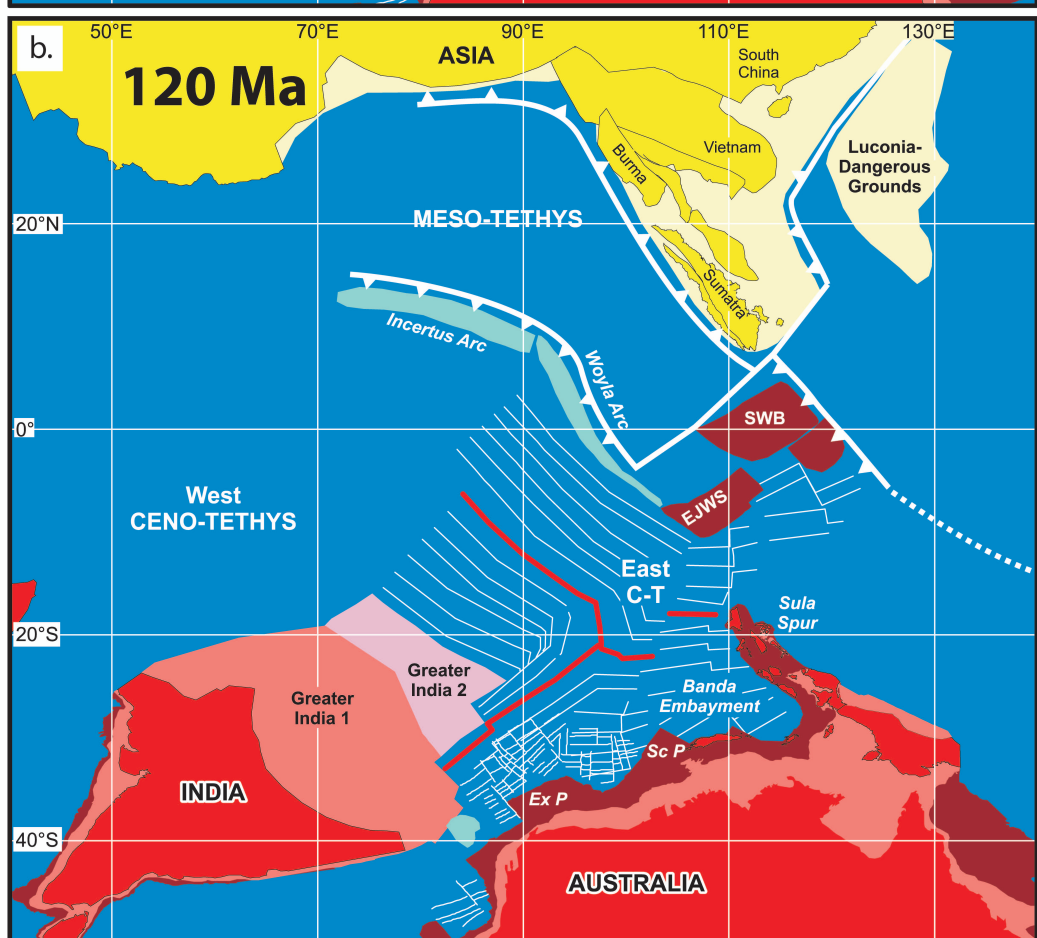 b.
50°E
70°E
90°E
110°E
130°E
120 Ma
ASIA
South
China
Vietnam
Burma
Luconia-
Dangerous
Grounds
20°N
MESO-TETHYS
Sumatra
Incertus Arc
Woyla Arc
SWB
0°
EJWS
West
CENO-TETHYS
East
C-T
Sula
Spur
20°S
Greater
India 1
Greater
India 2
Banda
Embayment
Sc P
INDIA
Ex P
40°S
AUSTRALIA